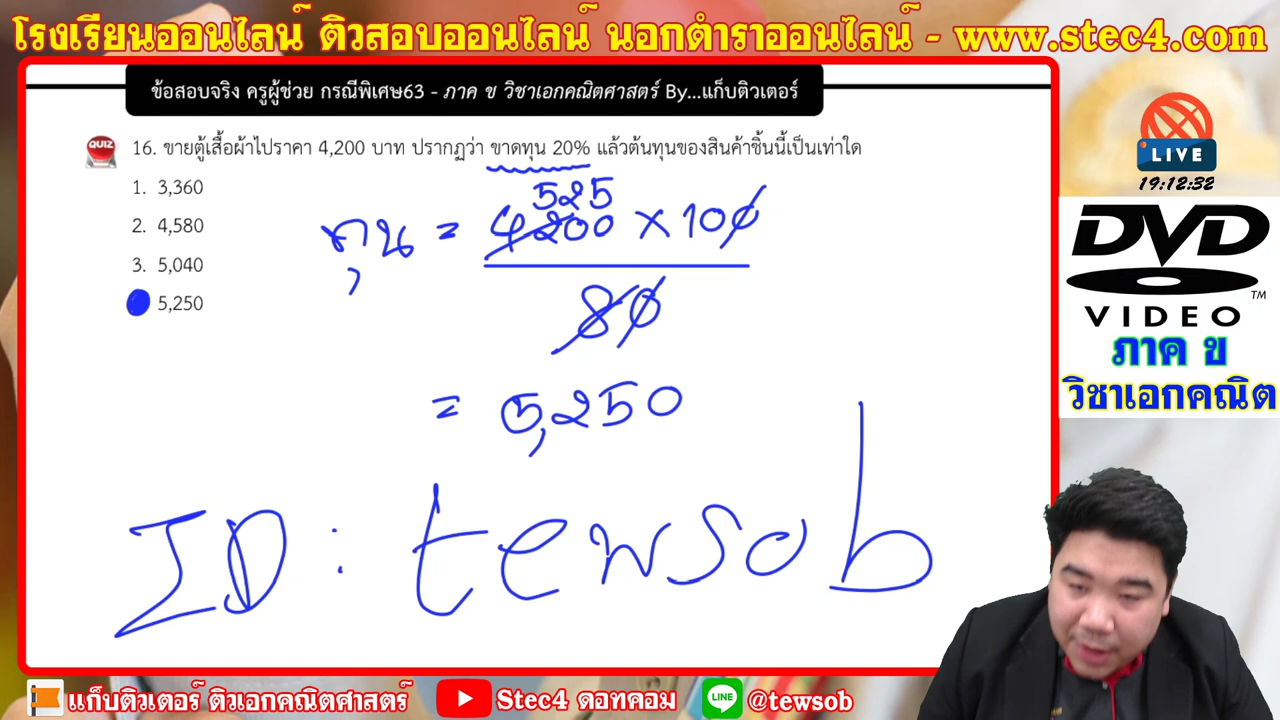 โรงเรียนออนไลน์ ติวสอบออนไลน์ นอกตำราออนไลน์ - www.stec4.com
ข้อสอบจริง ครูผู้ช่วย กรณีพิเศษ63 - ภาค ข วิชาเอกคณิตศาสตร์ By...แก็บติวเตอร์
QUIZ 16. ขายตู้เสื้อผ้าไปราคา 4,200 บาท ปรากฏว่า ขาดทุน 20% แล้วต้นทุนของสินค้าชิ้นนี้เป็นเท่าใด
1. 3,360
2. 4,580
3. 5,040
5,250
525
ทุน = 4200 x 100
80
= 5,250
ID : tewsob
LIVE
19:12:32
DVD
TM
VIDEO
ภาค ข
วิชาเอกคณิต
แก็บติวเตอร์ ติวเอกคณิตศาสตร์ Stec4 ดอทคอม LINE @tewsob